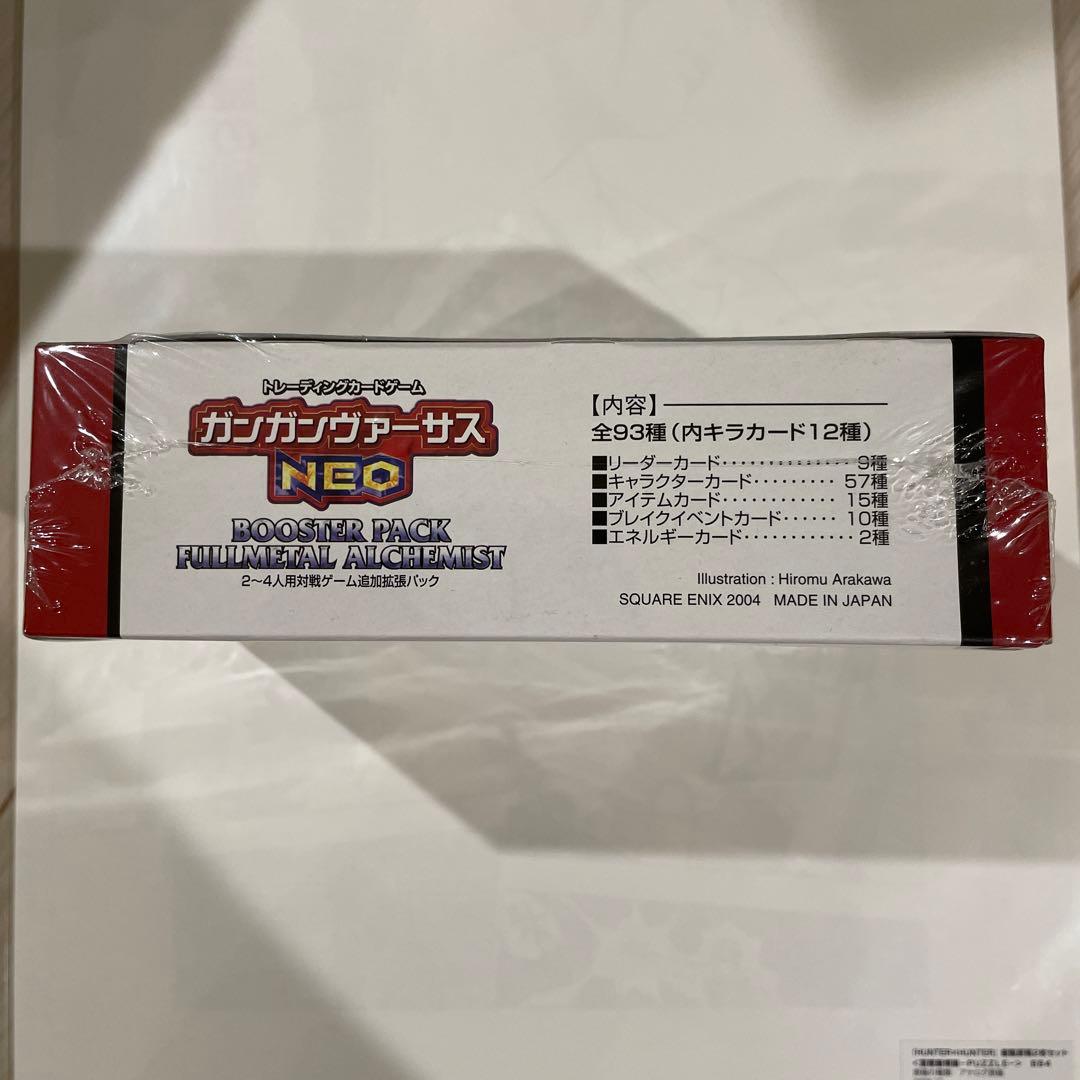 トレーディングカードゲーム
ガンガンヴァーサス
NEO
BOOSTER PACK
FULLMETAL ALCHEMIST
2〜4人用対戦ゲーム追加拡張パック
【内容】
全93種(内キラカード12種)
■リーダーカード・・・・・・・・・・・・・・ 9種
■キャラクターカード・・・・・・・・・ 57種
■アイテムカード・・・・・・・・・・・・ 15種
■ブレイクイベントカード・・・・・・ 10種
■エネルギーカード・・・・・・・・・・・・ 2種
Illustration : Hiromu Arakawa
SQUARE ENIX 2004 MADE IN JAPAN